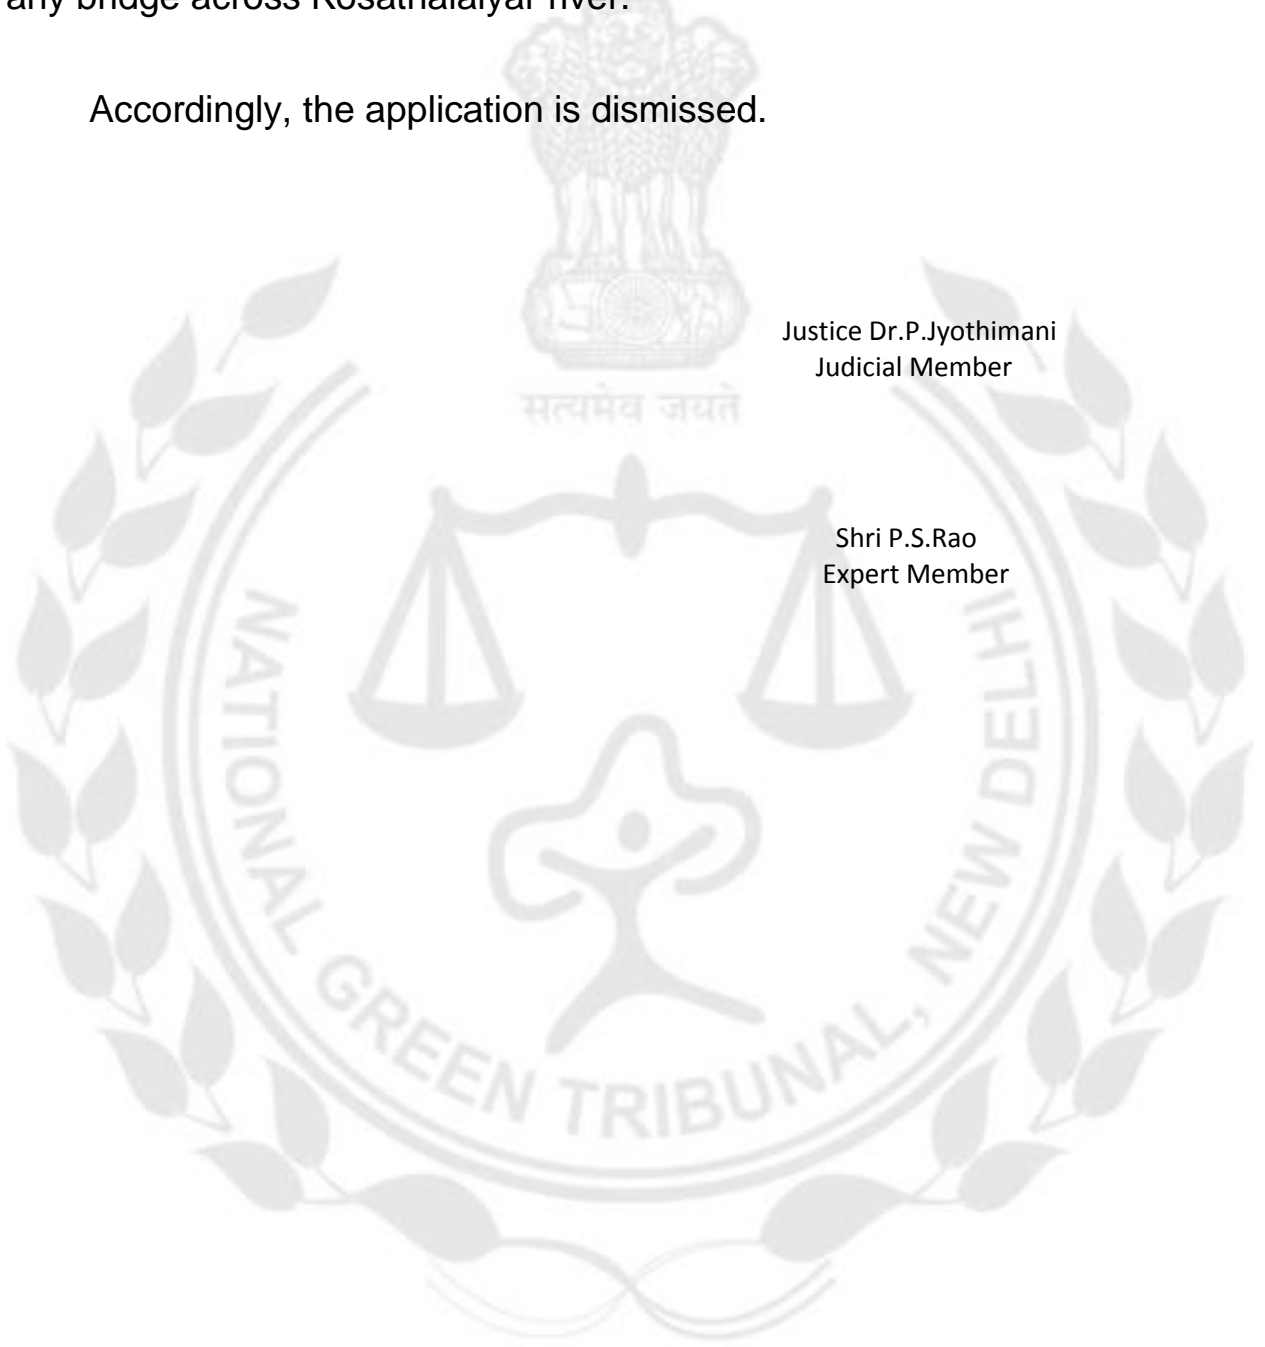 any bridge across Kosathalaiyar river.
Accordingly, the application is dismissed.
Justice Dr.P.Jyothimani
Judicial Member
सत्यमेव जयते
Shri P.S.Rao
Expert Member
NATIONAL GREEN TRIBUNAL, NEW DELHI